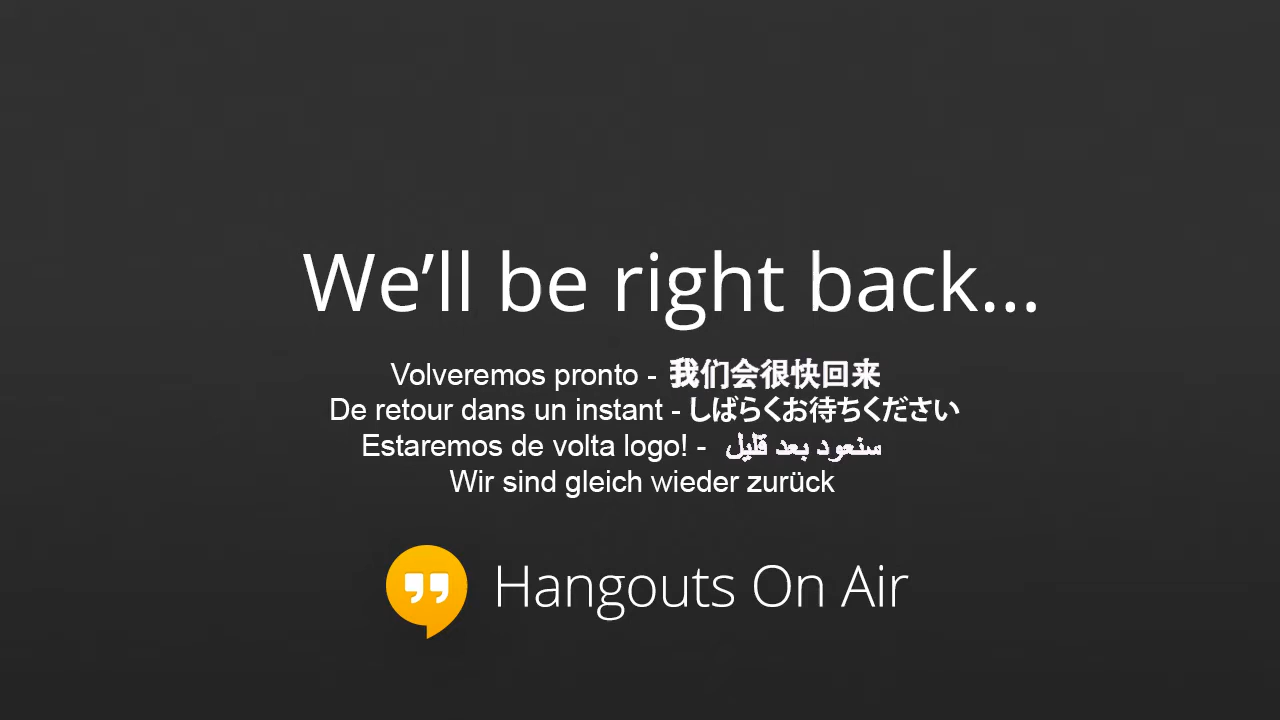 We’ll be right back...
Volveremos pronto - 我们会很快回来
De retour dans un instant - しばらくお待ちください
Estaremos de volta logo! - سنعود بعد قليل
Wir sind gleich wieder zurück
Hangouts On Air